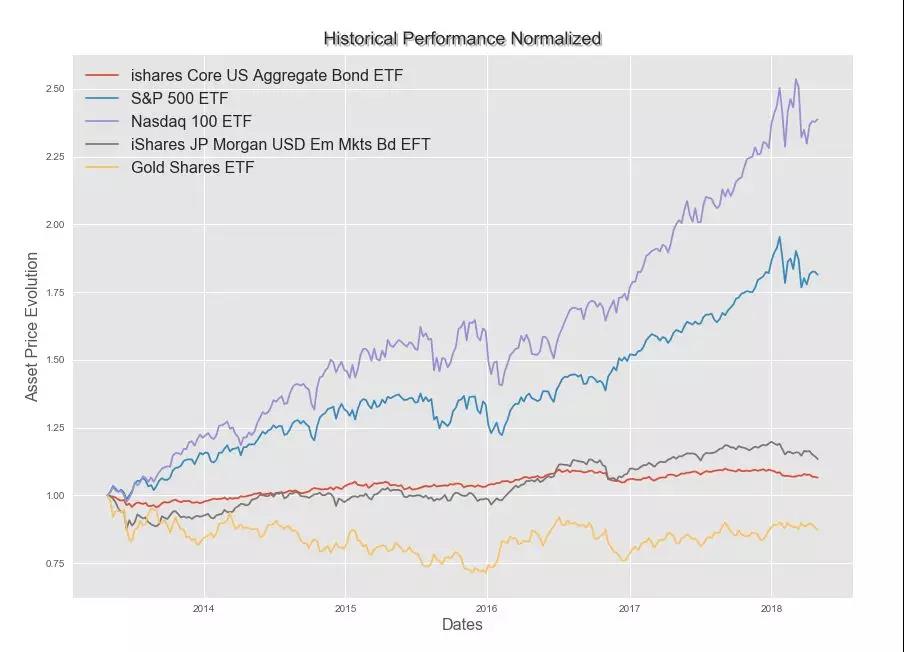 Historical Performance Normalized
ishares Core US Aggregate Bond ETF
S&P 500 ETF
Nasdaq 100 ETF
iShares JP Morgan USD Em Mkts Bd EFT
Gold Shares ETF
2.50
2.25
2.00
1.75
1.50
1.25
1.00
0.75
Asset Price Evolution
2014 2015 2016 2017 2018
Dates